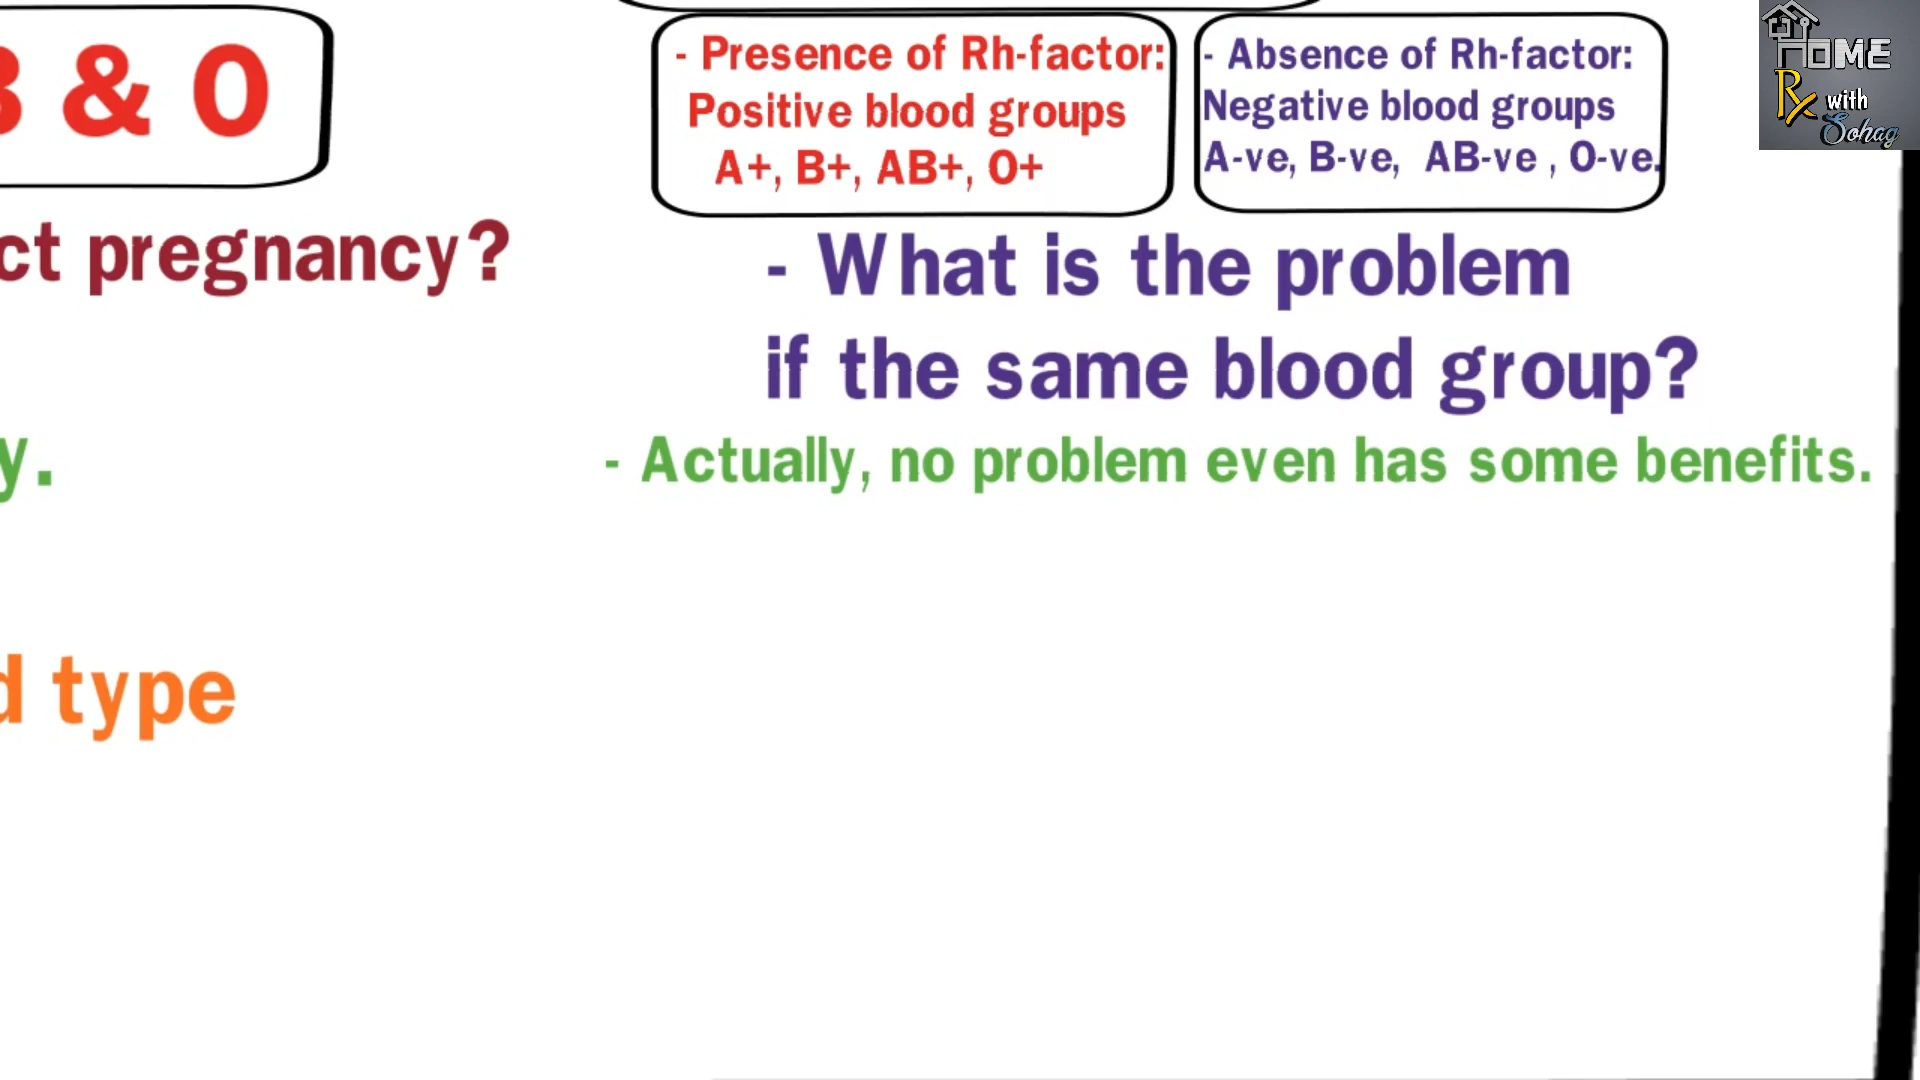 B & O
- Presence of Rh-factor:
Positive blood groups
A+, B+, AB+, O+
- Absence of Rh-factor:
Negative blood groups
A-ve, B-ve, AB-ve , O-ve.
HOME
Rx with
Sohag
ct pregnancy?
- What is the problem
if the same blood group?
y.
- Actually, no problem even has some benefits.
d type